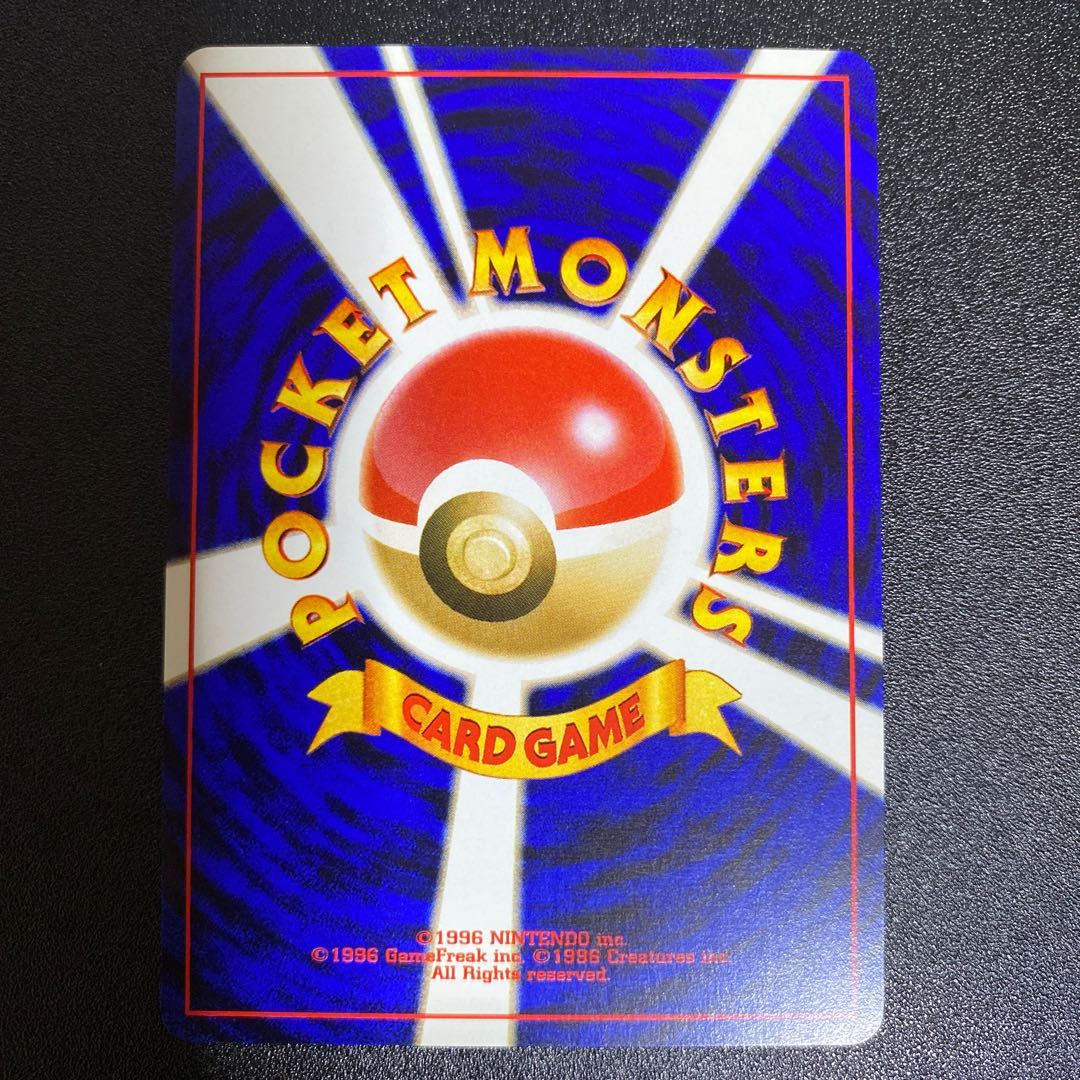 POCKET MONSTERS
CARD GAME
©1996 NINTENDO inc.
©1996 GameFreak inc. ©1996 Creatures inc.
All Rights reserved.